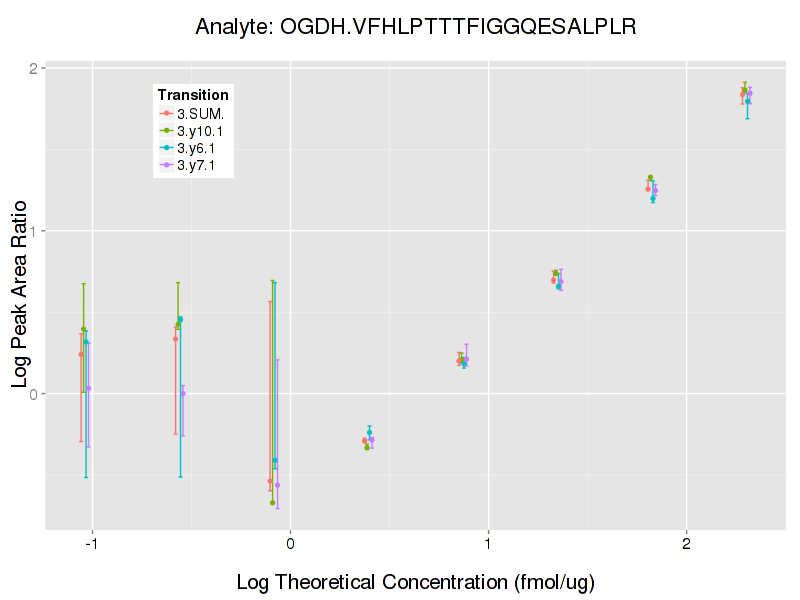 Analyte: OGDH.VFHLPTTTFIGGQESALPLR
2
1
0
Log Peak Area Ratio
Transition
3.SUM.
3.y10.1
3.y6.1
3.y7.1
-1
0
1
2
Log Theoretical Concentration (fmol/ug)